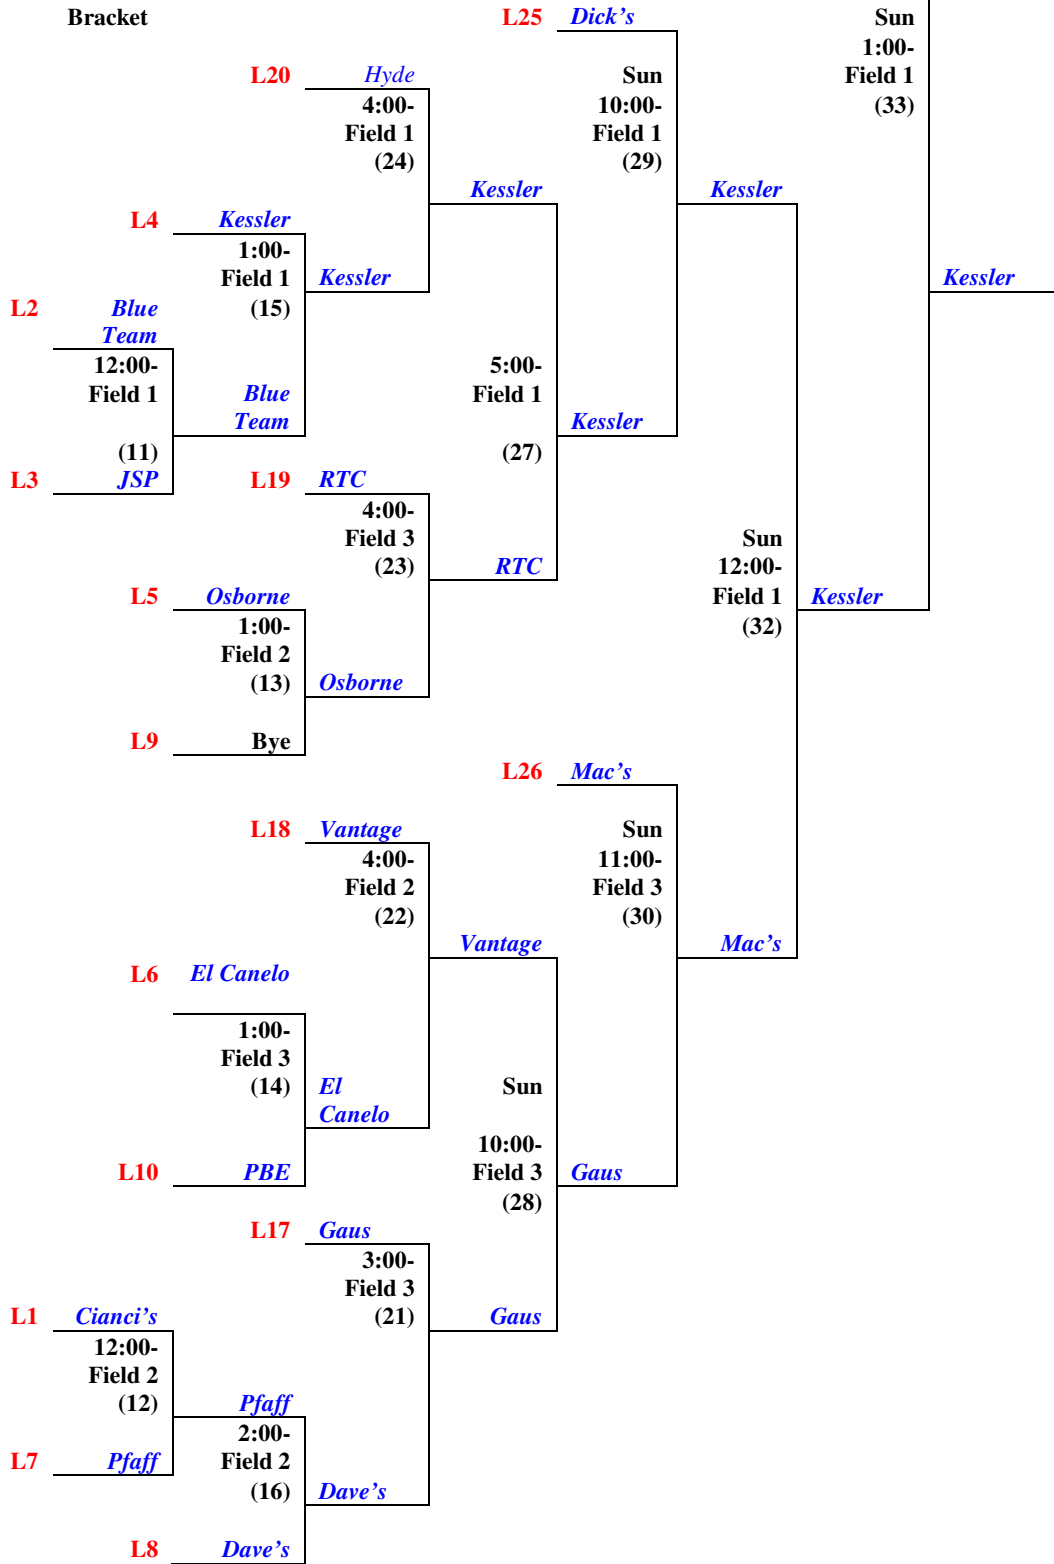 Bracket
L25 Dick's
Sun
1:00-
Field 1
(33)
L20 Hyde
4:00-
Field 1
(24)
Sun
10:00-
Field 1
(29)
Kessler
Kessler
L4 Kessler
1:00-
Field 1
(15)
Kessler
Kessler
L2 Blue
Team
12:00-
Field 1
(11)
Blue
Team
5:00-
Field 1
(27)
Kessler
L3 JSP
L19 RTC
4:00-
Field 3
(23)
RTC
Sun
12:00-
Field 1
(32)
Kessler
L5 Osborne
1:00-
Field 2
(13)
Osborne
L9 Bye
L26 Mac's
L18 Vantage
4:00-
Field 2
(22)
Sun
11:00-
Field 3
(30)
Vantage
Mac's
L6 El Canelo
1:00-
Field 3
(14)
El
Canelo
Sun
10:00-
Field 3
(28)
Gaus
L10 PBE
L17 Gaus
3:00-
Field 3
(21)
Gaus
L1 Cianci's
12:00-
Field 2
(12)
Pfaff
L7 Pfaff
2:00-
Field 2
(16)
Dave's
L8 Dave's